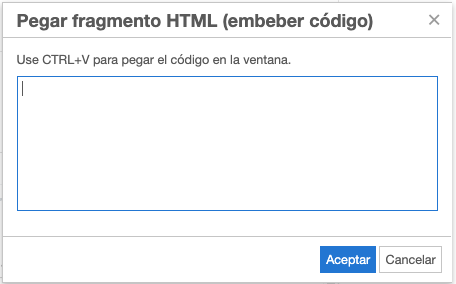 Pegar fragmento HTML (embeber código)
Use CTRL+V para pegar el código en la ventana.
Aceptar Cancelar